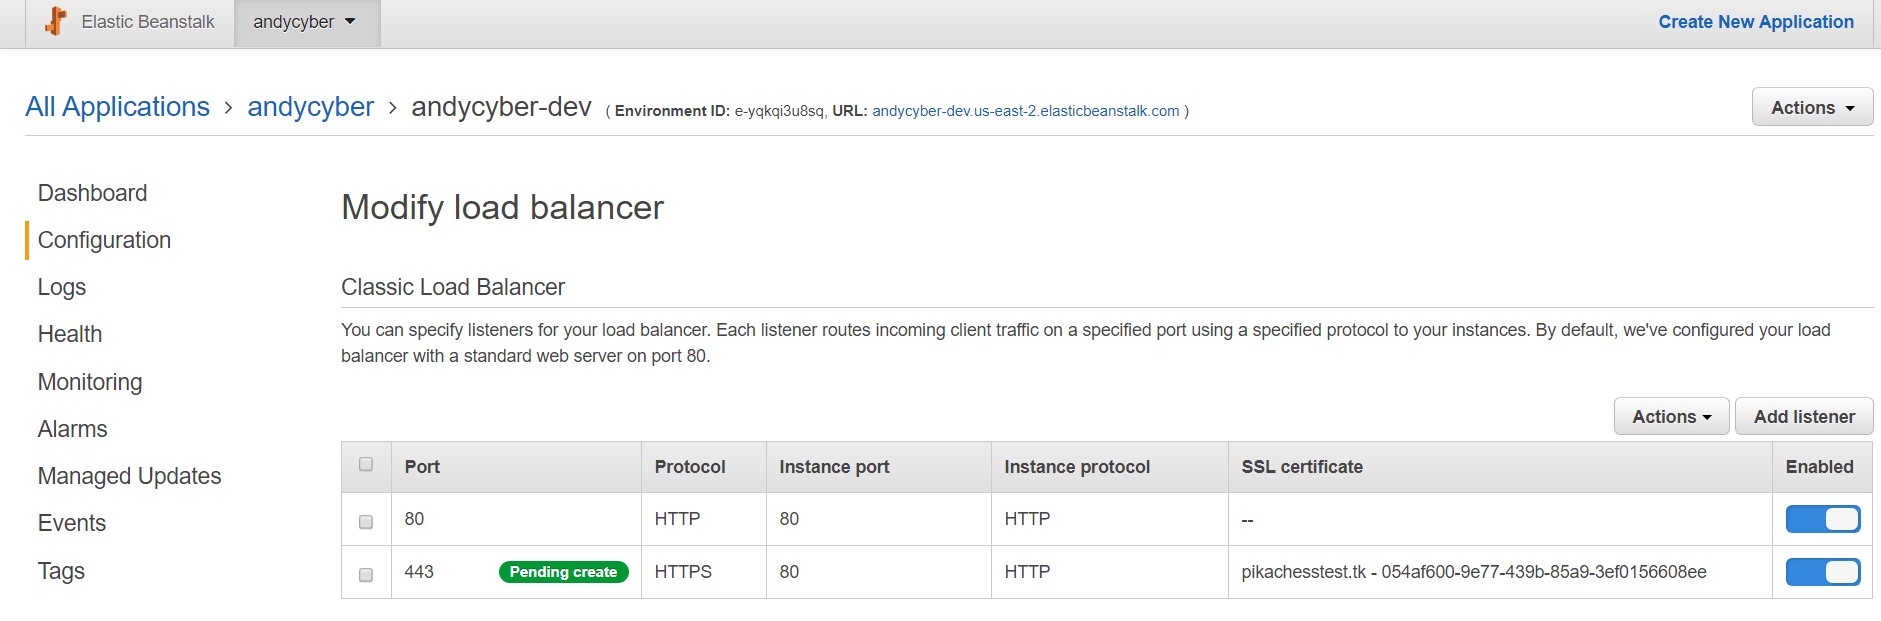 Elastic Beanstalk andycyber Create New Application
All Applications > andycyber > andycyber-dev ( Environment ID: e-yqkqi3u8sq, URL: andycyber-dev.us-east-2.elasticbeanstalk.com ) Actions
Dashboard
Configuration
Logs
Health
Monitoring
Alarms
Managed Updates
Events
Tags
Modify load balancer
Classic Load Balancer
You can specify listeners for your load balancer. Each listener routes incoming client traffic on a specified port using a specified protocol to your instances. By default, we've configured your load
balancer with a standard web server on port 80.
Actions Add listener
Port Protocol Instance port Instance protocol SSL certificate Enabled
80 HTTP 80 HTTP --
443 Pending create HTTPS 80 HTTP pikachesstest.tk - 054af600-9e77-439b-85a9-3ef0156608ee